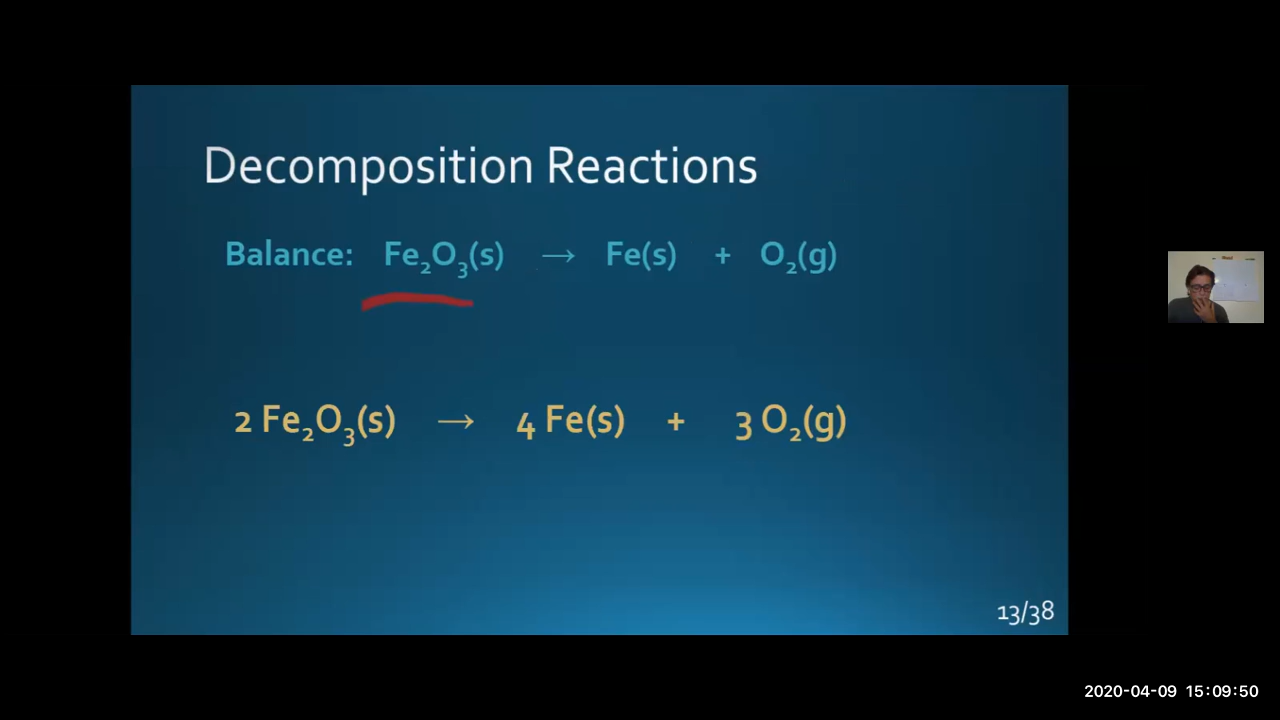 Decomposition Reactions
Balance: Fe₂O₃(s) → Fe(s) + O₂(g)
2 Fe₂O₃(s) → 4 Fe(s) + 3 O₂(g)
13/38
2020-04-09 15:09:50